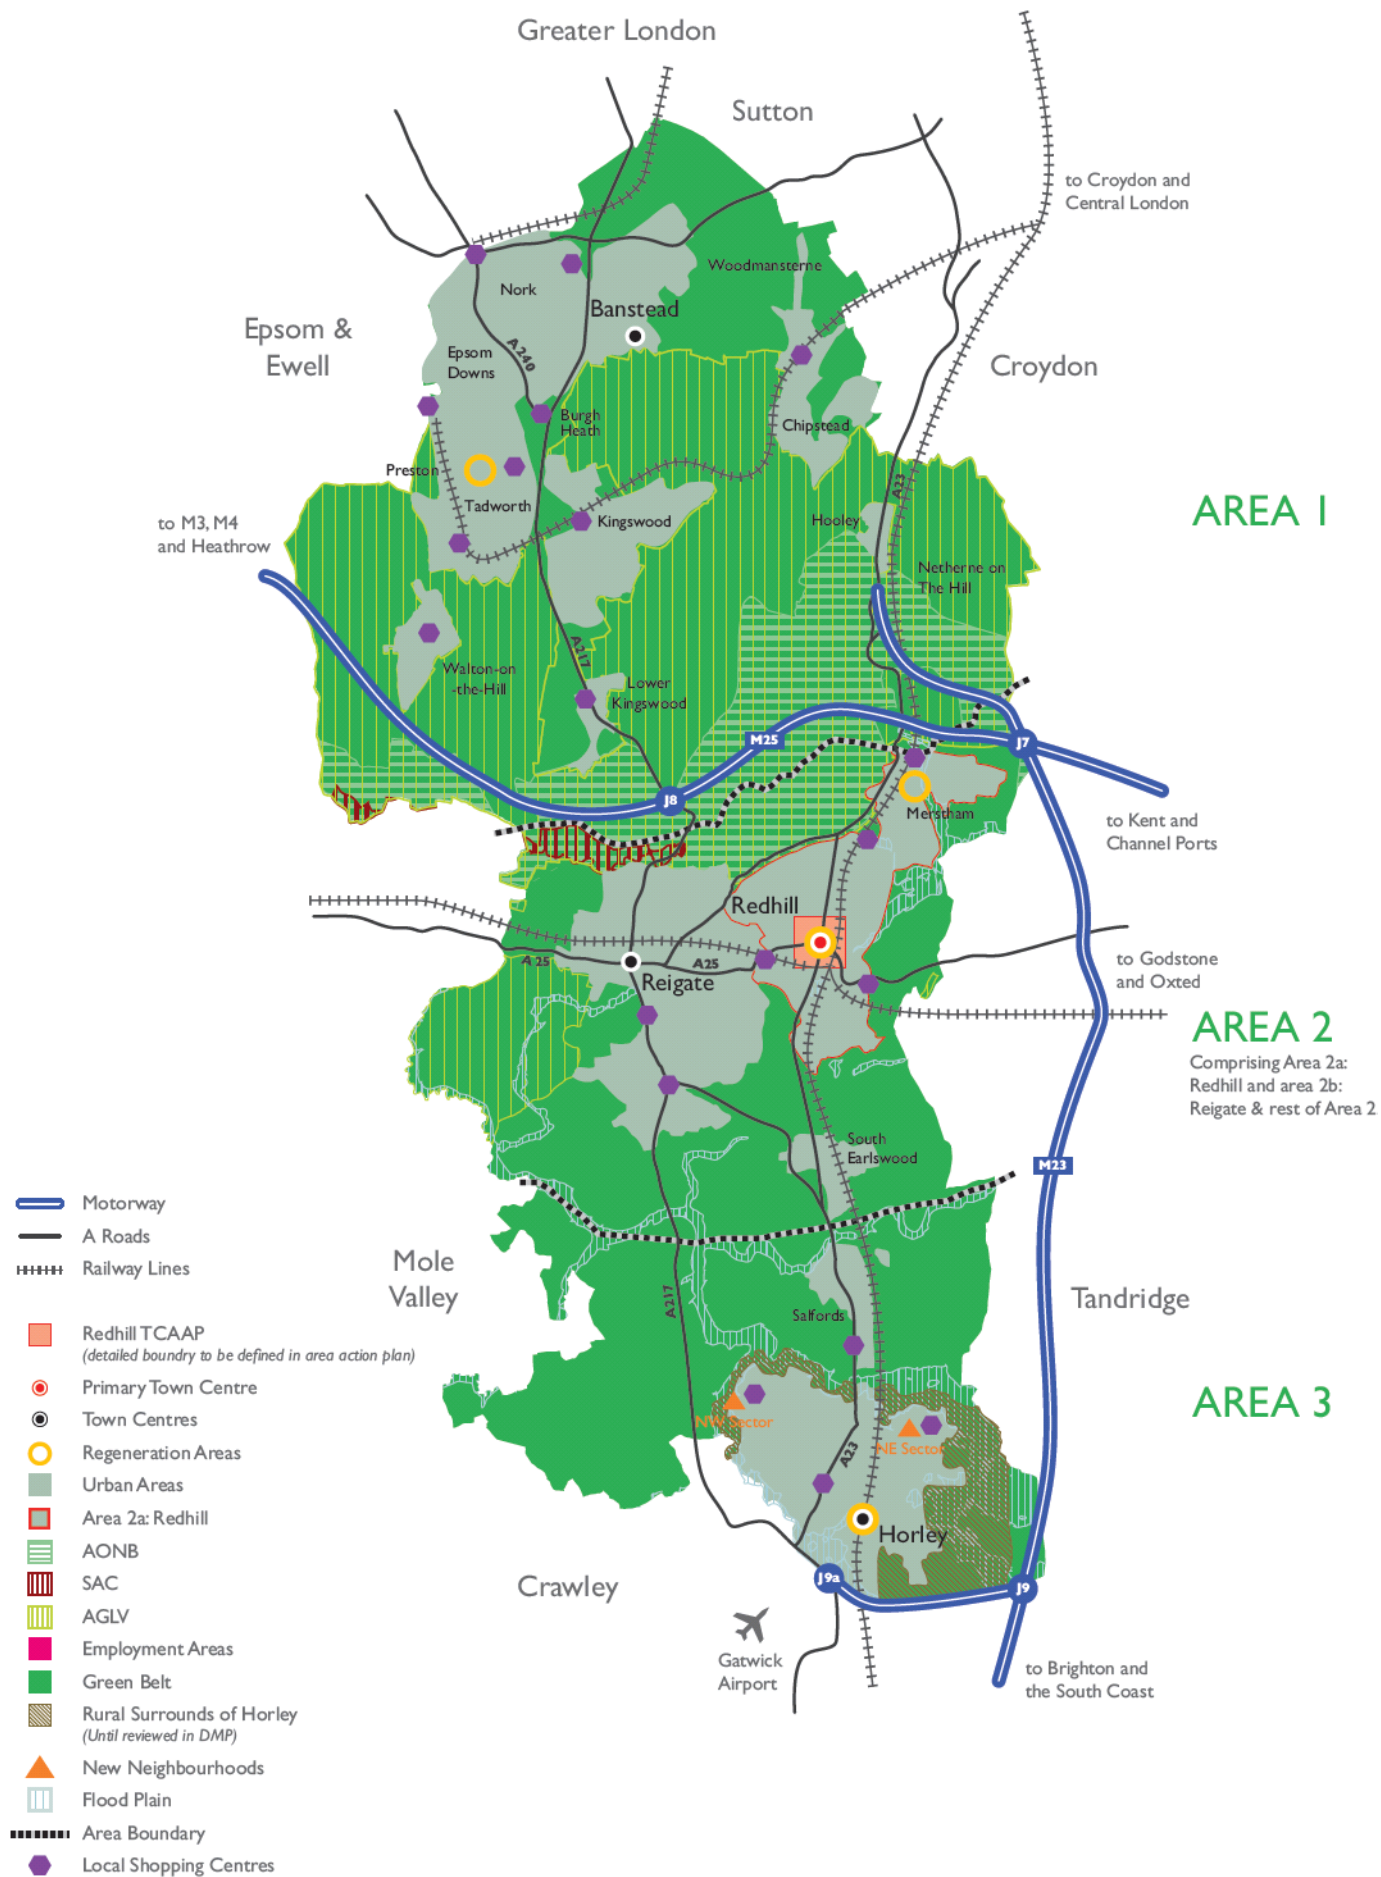 Greater London
Sutton
to Croydon and
Central London
Woodmansterne
Nork
Banstead
Epsom &
Ewell
A240
Epsom
Downs
Croydon
Burgh
Heath
Chipstead
Preston
A23
Tadworth
AREA 1
to M3, M4
and Heathrow
Kingswood
Hooley
Netherne on
The Hill
A217
Walton-on
-the-Hill
Lower
Kingswood
M25
J7
J8
Merstham
to Kent and
Channel Ports
Redhill
A25
A25
to Godstone
and Oxted
Reigate
AREA 2
Comprising Area 2a:
Redhill and area 2b:
Reigate & rest of Area 2
South
Earlswood
M23
Motorway
A Roads
Railway Lines
Mole
Valley
A217
Tandridge
Salfords
Redhill TCAAP
(detailed boundry to be defined in area action plan)
Primary Town Centre
Town Centres
Regeneration Areas
Urban Areas
Area 2a: Redhill
AONB
SAC
AGLV
Employment Areas
Green Belt
Rural Surrounds of Horley
(Until reviewed in DMP)
New Neighbourhoods
Flood Plain
Area Boundary
Local Shopping Centres
AREA 3
NW Sector
NE Sector
A23
Horley
J9a
J9
Crawley
Gatwick
Airport
to Brighton and
the South Coast